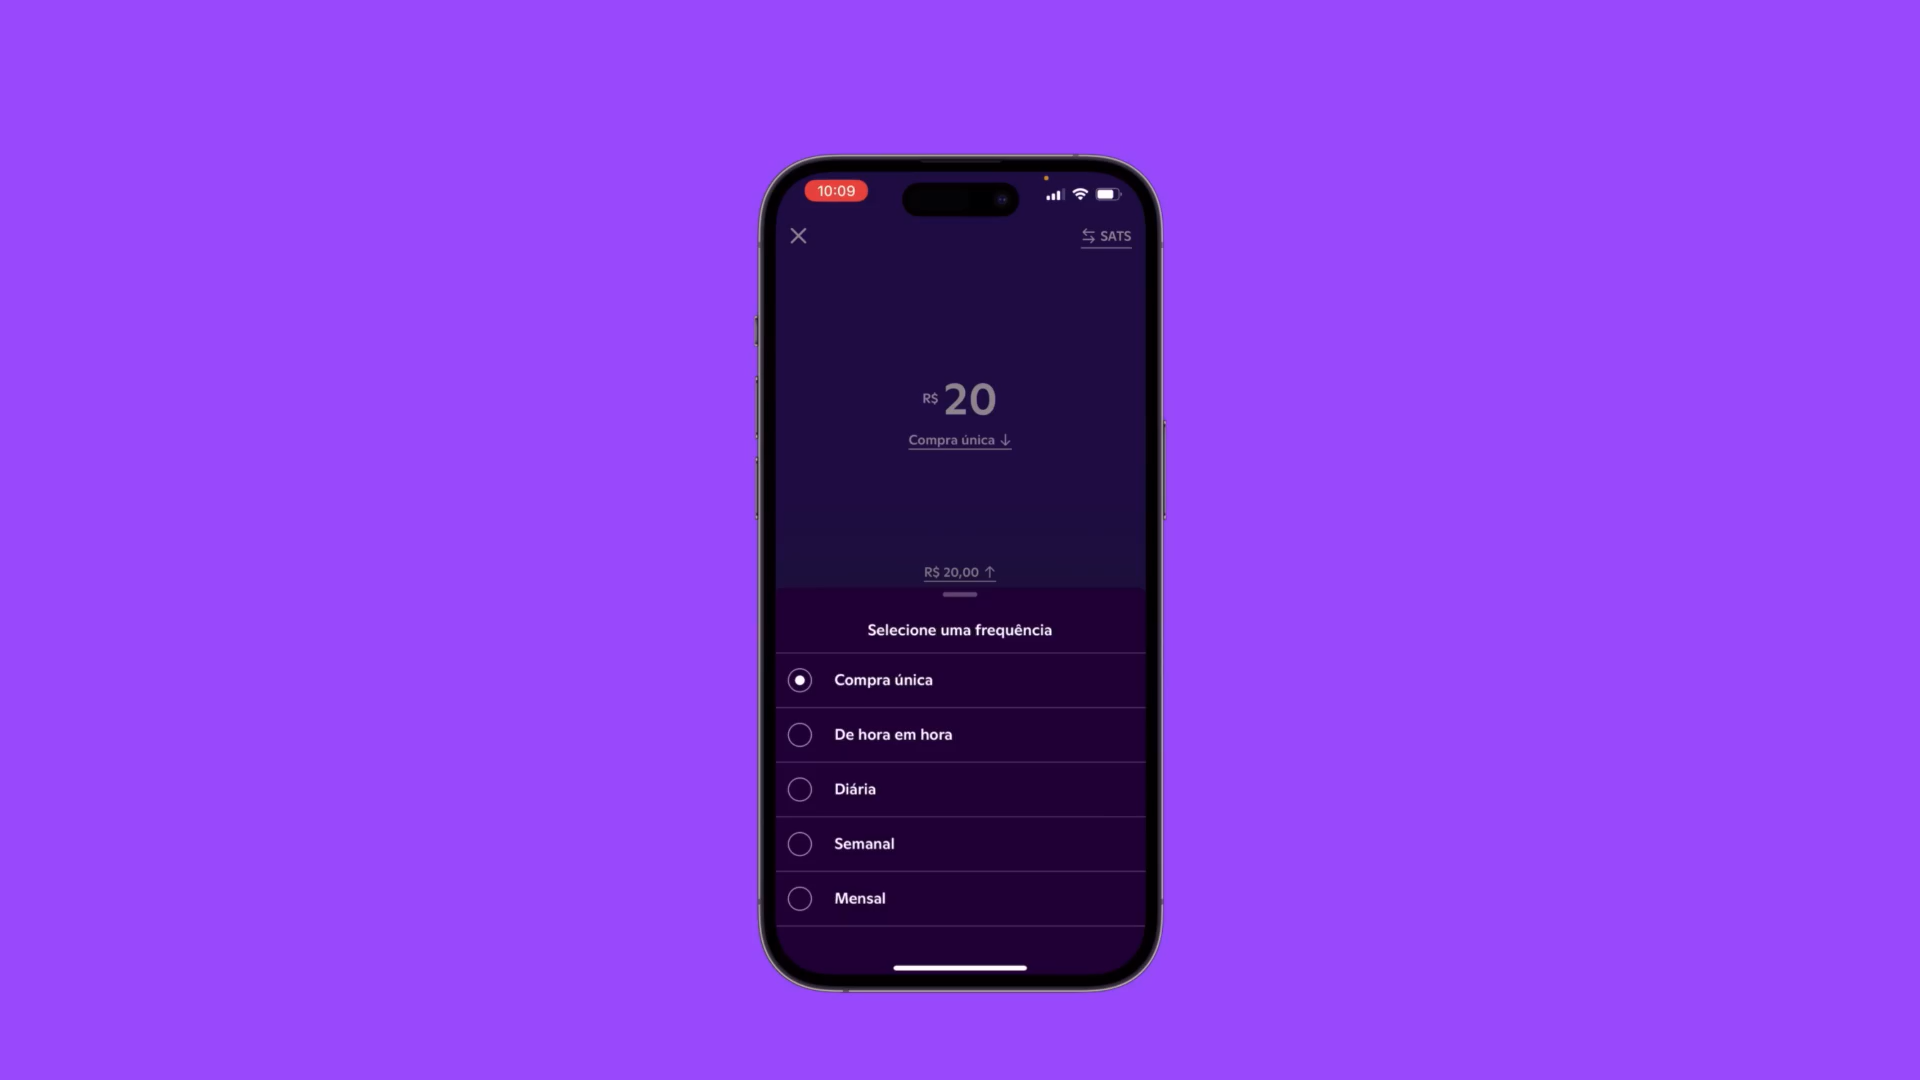 10:09
SATS
R$ 20
Compra única ↓
R$ 20,00 ↑
Selecione uma frequência
Compra única
De hora em hora
Diária
Semanal
Mensal